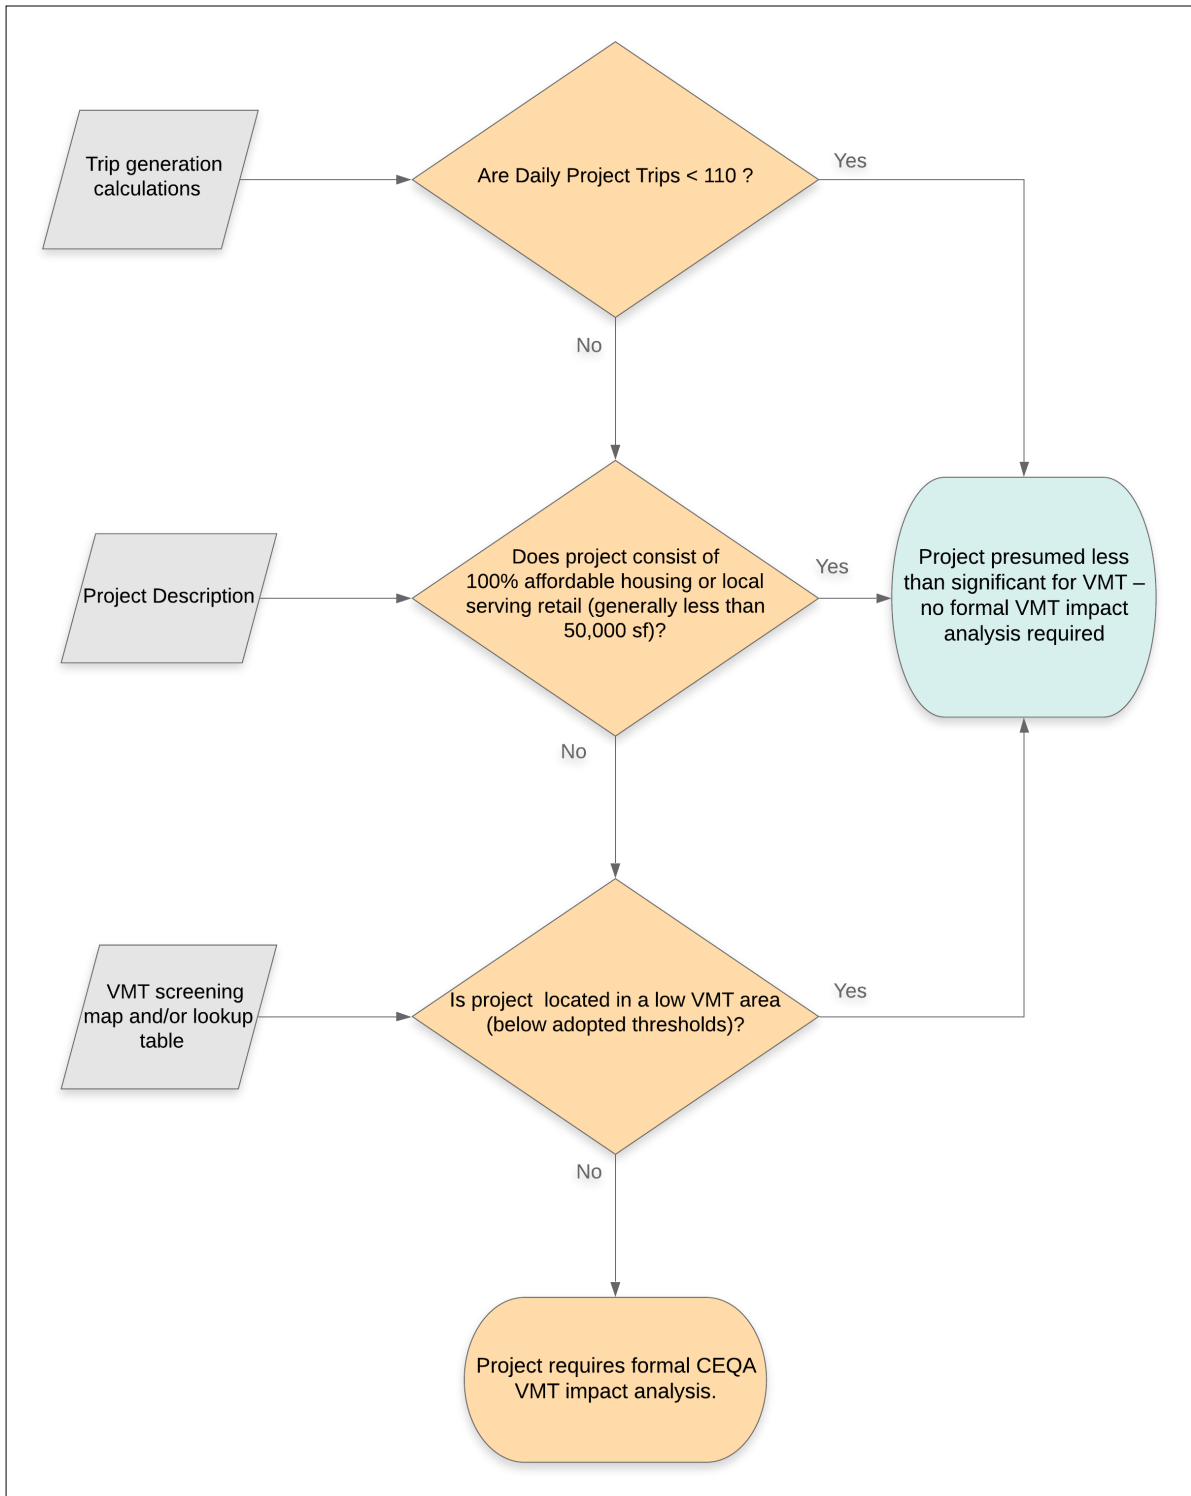 Trip generation
calculations
Are Daily Project Trips < 110 ?
Yes
No
Project Description
Does project consist of
100% affordable housing or local
serving retail (generally less than
50,000 sf)?
Yes
Project presumed less
than significant for VMT –
no formal VMT impact
analysis required
No
VMT screening
map and/or lookup
table
Is project  located in a low VMT area
(below adopted thresholds)?
Yes
No
Project requires formal CEQA
VMT impact analysis.